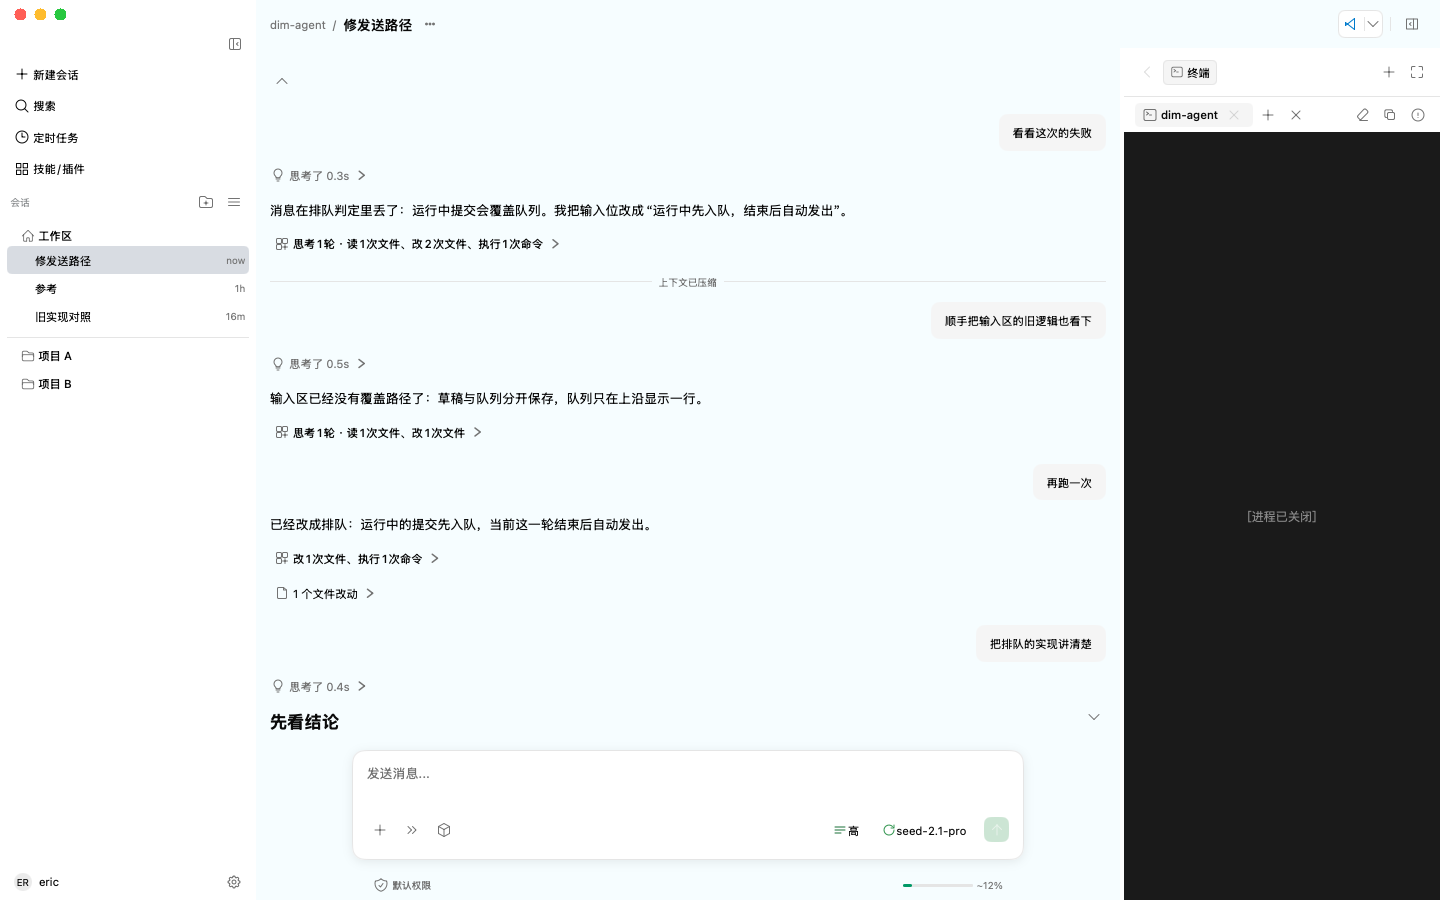 新建会话
搜索
定时任务
技能/插件
会话
工作区
修发送路径 now
参考 1h
旧实现对照 16m
项目 A
项目 B
ER eric
dim-agent / 修发送路径
看看这次的失败
思考了 0.3s
消息在排队判定里丢了：运行中提交会覆盖队列。我把输入位改成“运行中先入队，结束后自动发出”。
思考1轮 · 读1次文件、改2次文件、执行1次命令
上下文已压缩
顺手把输入区的旧逻辑也看下
思考了 0.5s
输入区已经没有覆盖路径了：草稿与队列分开保存，队列只在上沿显示一行。
思考1轮 · 读1次文件、改1次文件
再跑一次
已经改成排队：运行中的提交先入队，当前这一轮结束后自动发出。
改1次文件、执行1次命令
1 个文件改动
把排队的实现讲清楚
思考了 0.4s
先看结论
发送消息...
高 seed-2.1-pro
默认权限 ~12%
终端
dim-agent
[进程已关闭]